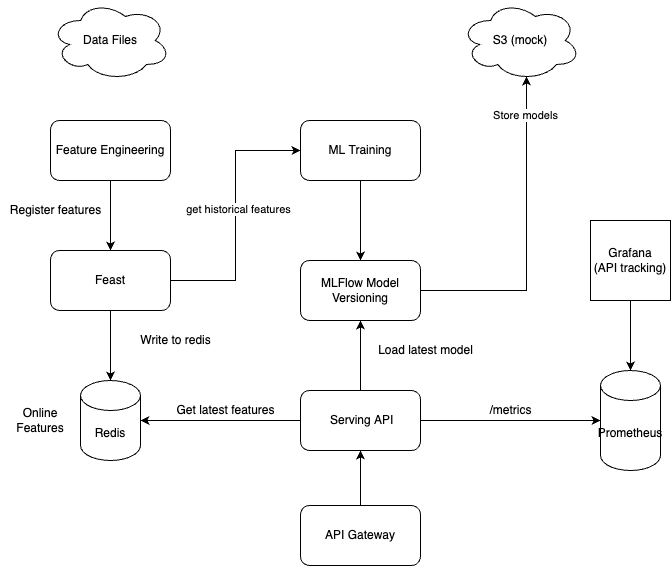 Data Files
S3 (mock)
Store models
Feature Engineering
ML Training
Register features
get historical features
Grafana
(API tracking)
Feast
MLFlow Model
Versioning
Write to redis
Load latest model
Online
Features
Redis
Get latest features
Serving API
/metrics
Prometheus
API Gateway